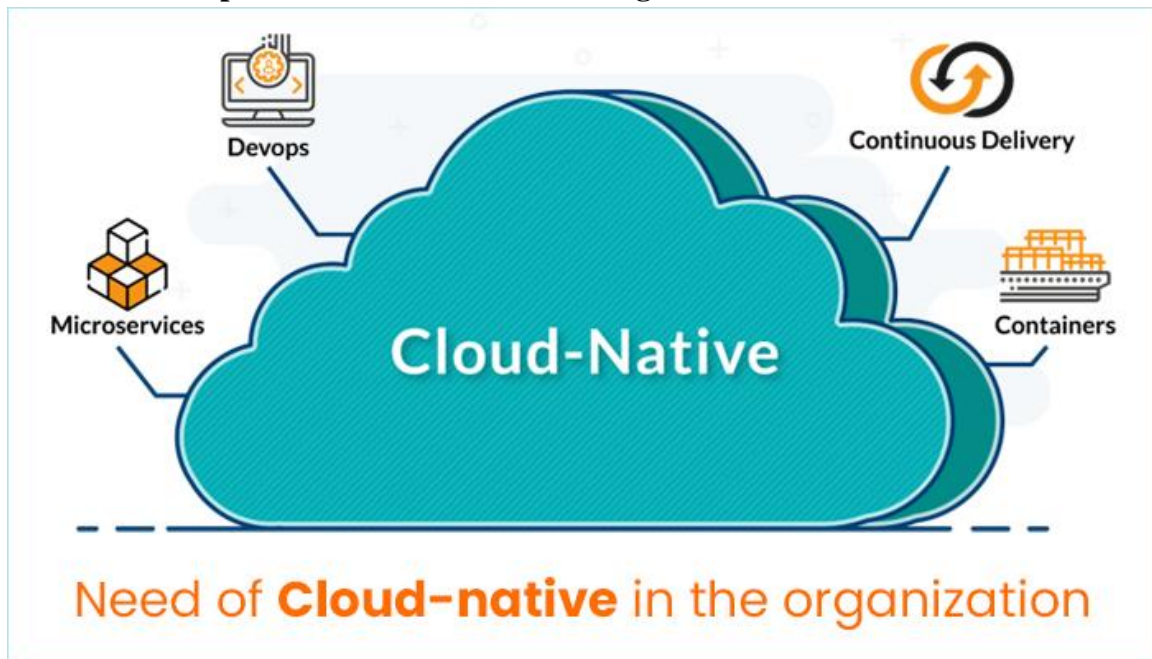 Devops
Continuous Delivery
Microservices
Containers
Cloud-Native
Need of Cloud-native in the organization